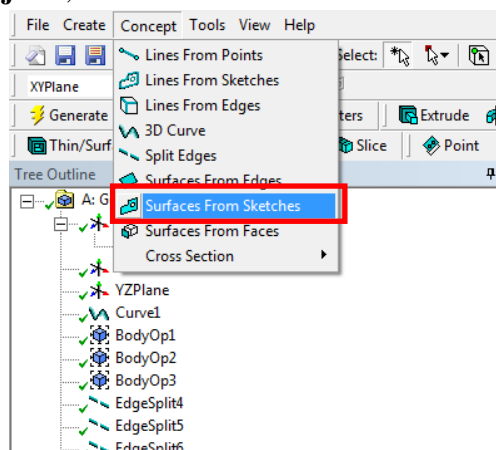 File Create Concept Tools View Help
Lines From Points
Select:
Lines From Sketches
XYPlane
Lines From Edges
Generate
Extrude
3D Curve
Thin/Surf
Slice
Point
Split Edges
Tree Outline
Surfaces From Edges
A: G
Surfaces From Sketches
Surfaces From Faces
Cross Section
YZPlane
Curve1
BodyOp1
BodyOp2
BodyOp3
EdgeSplit4
EdgeSplit5
EdgeSplit6